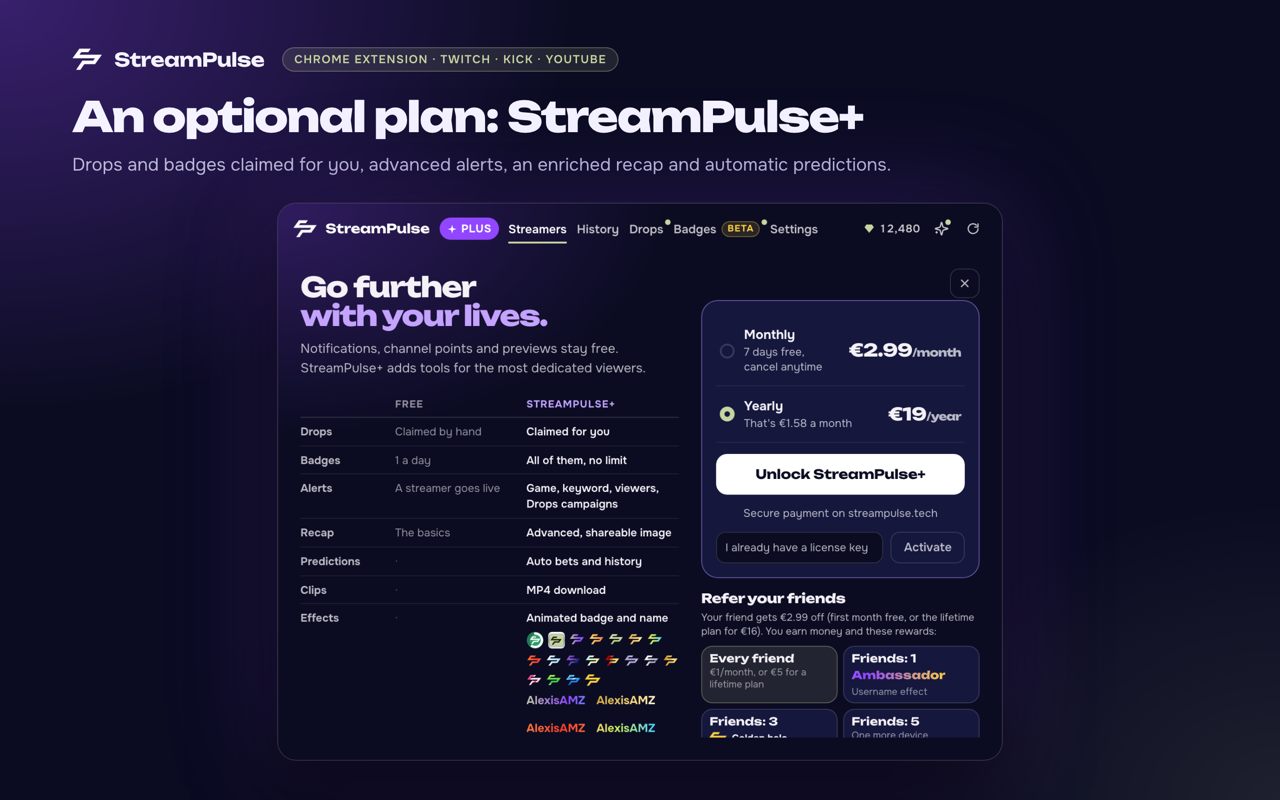 StreamPulse
CHROME EXTENSION · TWITCH · KICK · YOUTUBE
An optional plan: StreamPulse+
Drops and badges claimed for you, advanced alerts, an enriched recap and automatic predictions.
StreamPulse
+ PLUS
Streamers
History
Drops
Badges
BETA
Settings
12,480
Go further
with your lives.
Notifications, channel points and previews stay free.
StreamPulse+ adds tools for the most dedicated viewers.
FREE STREAMPULSE+
Drops Claimed by hand Claimed for you
Badges 1 a day All of them, no limit
Alerts A streamer goes live Game, keyword, viewers,
Drops campaigns
Recap The basics Advanced, shareable image
Predictions · Auto bets and history
Clips · MP4 download
Effects · Animated badge and name
AlexisAMZ AlexisAMZ
AlexisAMZ AlexisAMZ
Monthly
7 days free,
cancel anytime
€2.99/month
Yearly
That's €1.58 a month
€19/year
Unlock StreamPulse+
Secure payment on streampulse.tech
I already have a license key
Activate
Refer your friends
Your friend gets €2.99 off (first month free, or the lifetime
plan for €16). You earn money and these rewards:
Every friend
€1/month, or €5 for a
lifetime plan
Friends: 1
Ambassador
Username effect
Friends: 3
Golden halo
Friends: 5
One more device